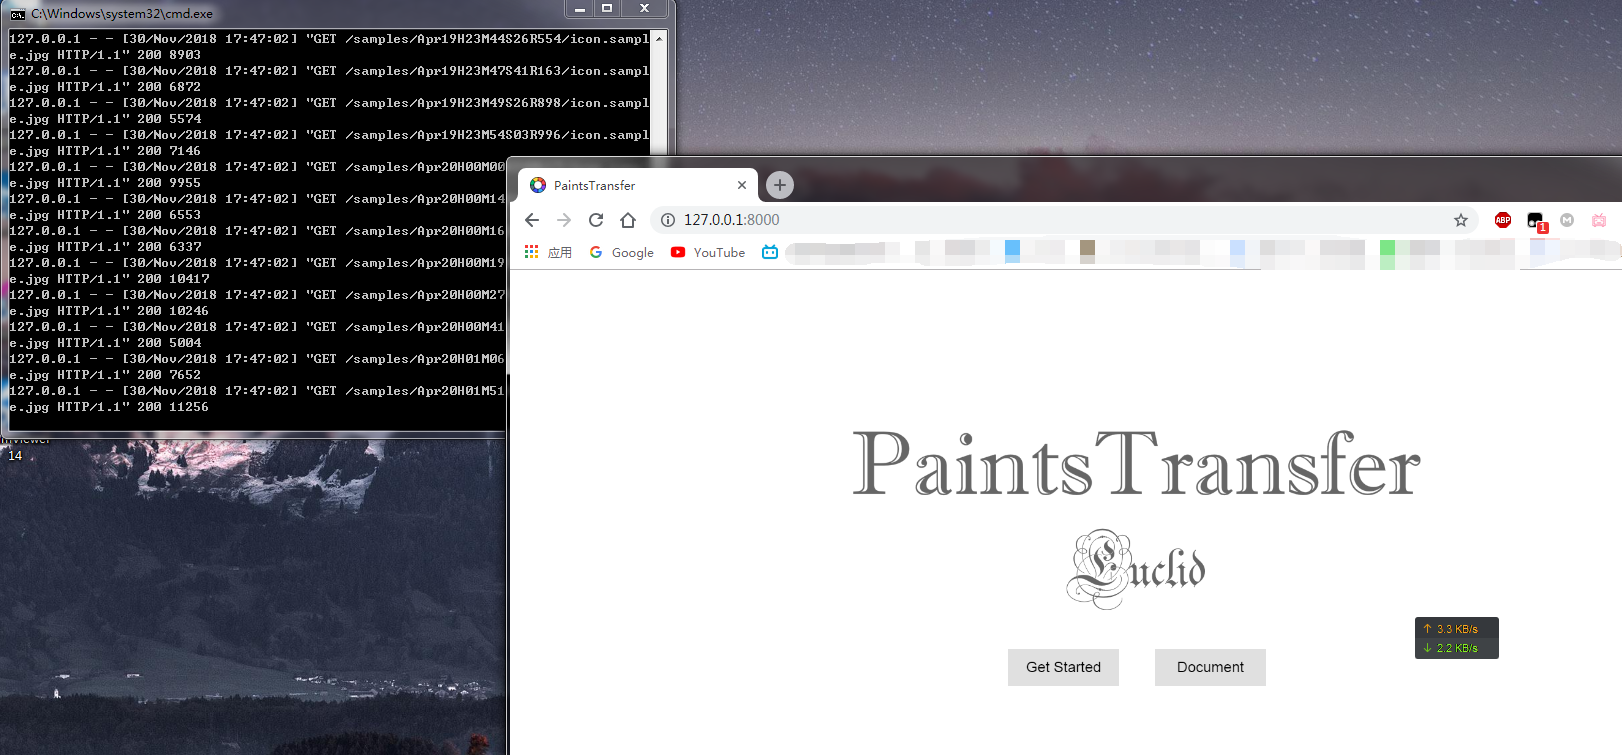 C:\Windows\system32\cmd.exe
127.0.0.1 - - [30/Nov/2018 17:47:02] "GET /samples/Apr19H23M44S26R554/icon.sampl
e.jpg HTTP/1.1" 200 8903
127.0.0.1 - - [30/Nov/2018 17:47:02] "GET /samples/Apr19H23M47S41R163/icon.sampl
e.jpg HTTP/1.1" 200 6872
127.0.0.1 - - [30/Nov/2018 17:47:02] "GET /samples/Apr19H23M49S26R898/icon.sampl
e.jpg HTTP/1.1" 200 5574
127.0.0.1 - - [30/Nov/2018 17:47:02] "GET /samples/Apr19H23M54S03R996/icon.sampl
e.jpg HTTP/1.1" 200 7146
127.0.0.1 - - [30/Nov/2018 17:47:02] "GET /samples/Apr20H00M00
e.jpg HTTP/1.1" 200 9955
127.0.0.1 - - [30/Nov/2018 17:47:02] "GET /samples/Apr20H00M14
e.jpg HTTP/1.1" 200 6553
127.0.0.1 - - [30/Nov/2018 17:47:02] "GET /samples/Apr20H00M16
e.jpg HTTP/1.1" 200 6337
127.0.0.1 - - [30/Nov/2018 17:47:02] "GET /samples/Apr20H00M19
e.jpg HTTP/1.1" 200 10417
127.0.0.1 - - [30/Nov/2018 17:47:02] "GET /samples/Apr20H00M27
e.jpg HTTP/1.1" 200 10246
127.0.0.1 - - [30/Nov/2018 17:47:02] "GET /samples/Apr20H00M41
e.jpg HTTP/1.1" 200 5004
127.0.0.1 - - [30/Nov/2018 17:47:02] "GET /samples/Apr20H01M06
e.jpg HTTP/1.1" 200 7652
127.0.0.1 - - [30/Nov/2018 17:47:02] "GET /samples/Apr20H01M51
e.jpg HTTP/1.1" 200 11256
14
PaintsTransfer
127.0.0.1:8000
ABP
1
M
应用 Google YouTube
PaintsTransfer
Euclid
↑ 3.3 KB/s
↓ 2.2 KB/s
Get Started Document